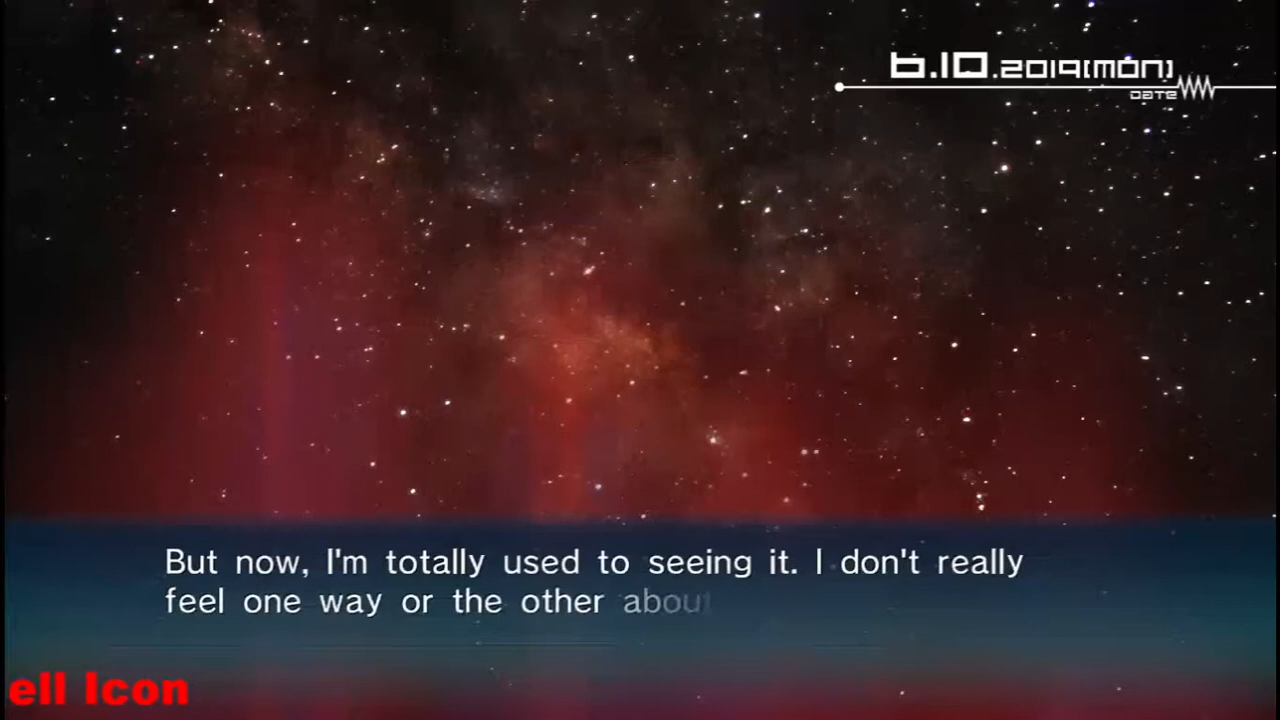 6.10.2019(MON)
DATE
But now, I'm totally used to seeing it. I don't really
feel one way or the other about
ell Icon